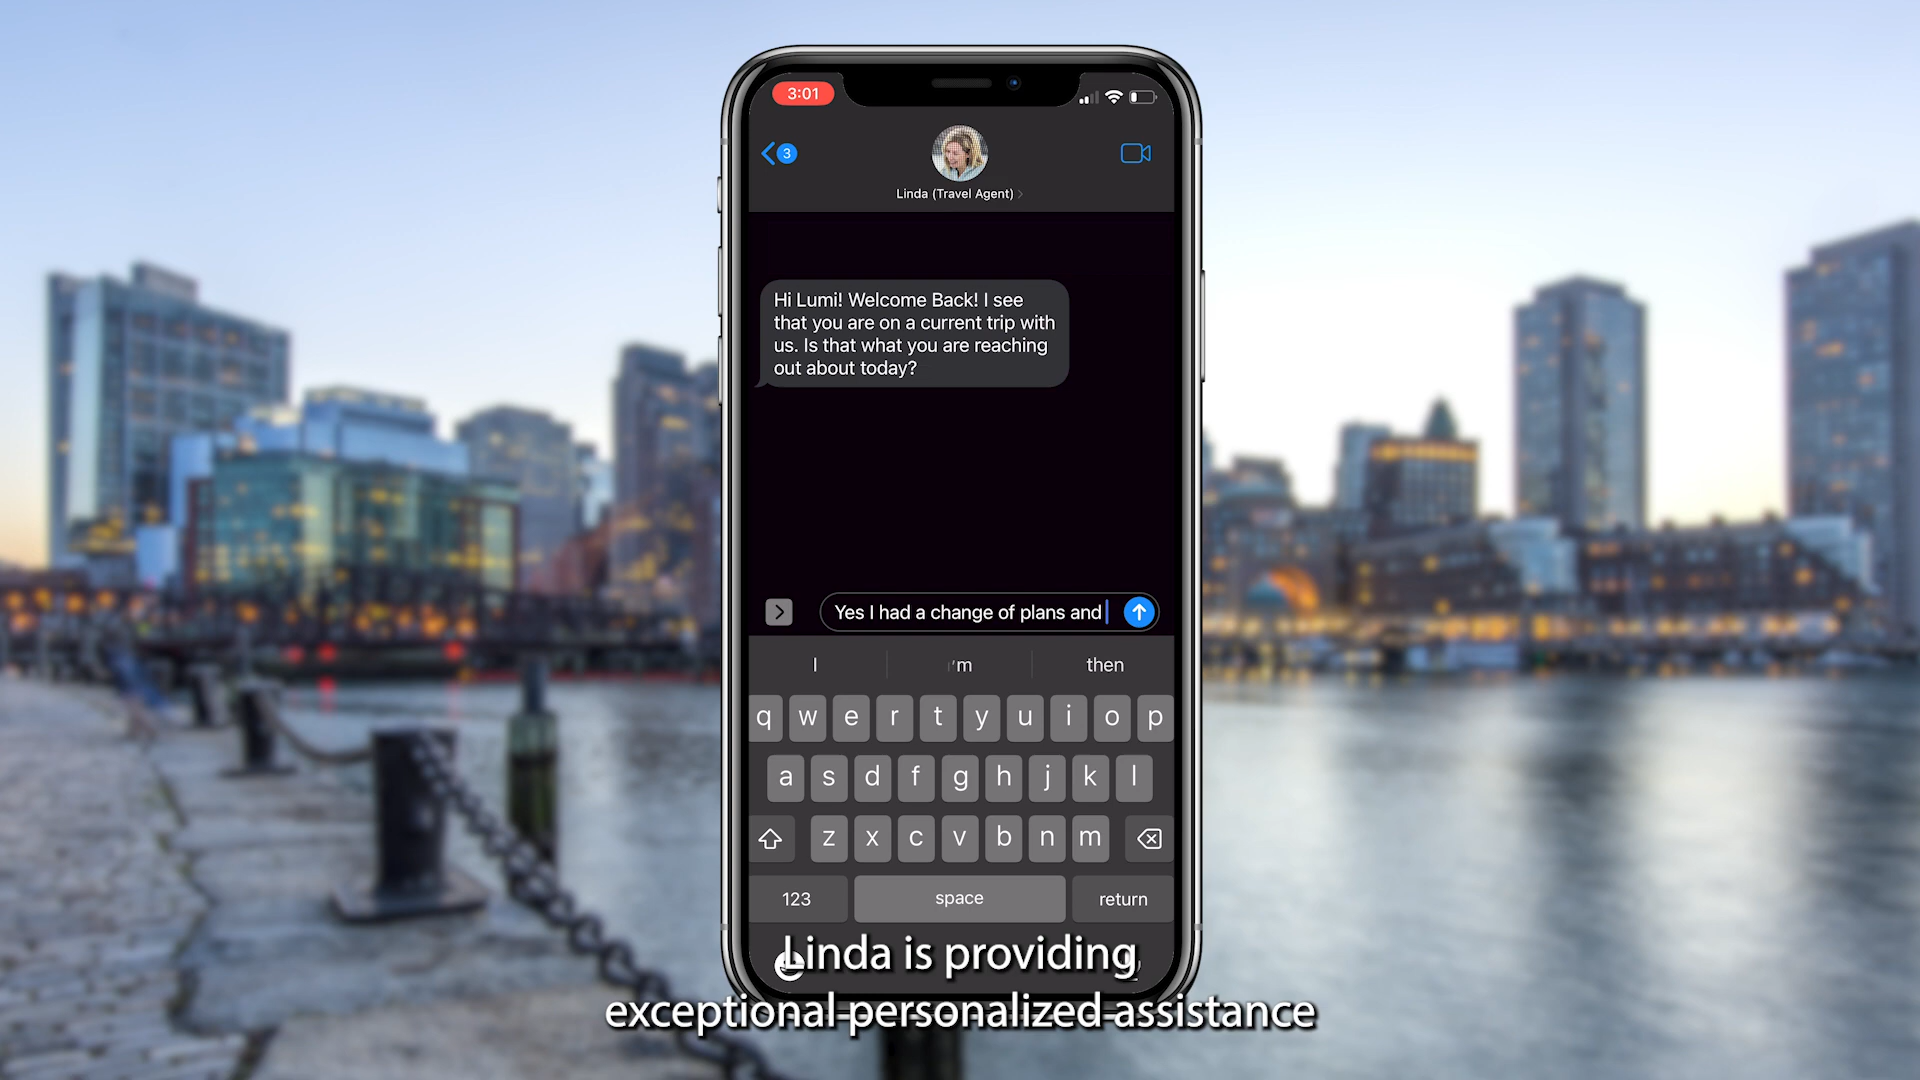 3:01
3
Linda (Travel Agent)
Hi Lumi! Welcome Back! I see
that you are on a current trip with
us. Is that what you are reaching
out about today?
Yes I had a change of plans and
I 'm then
q w e r t y u i o p
a s d f g h j k l
z x c v b n m
123 space return
Linda is providing
exceptional personalized assistance